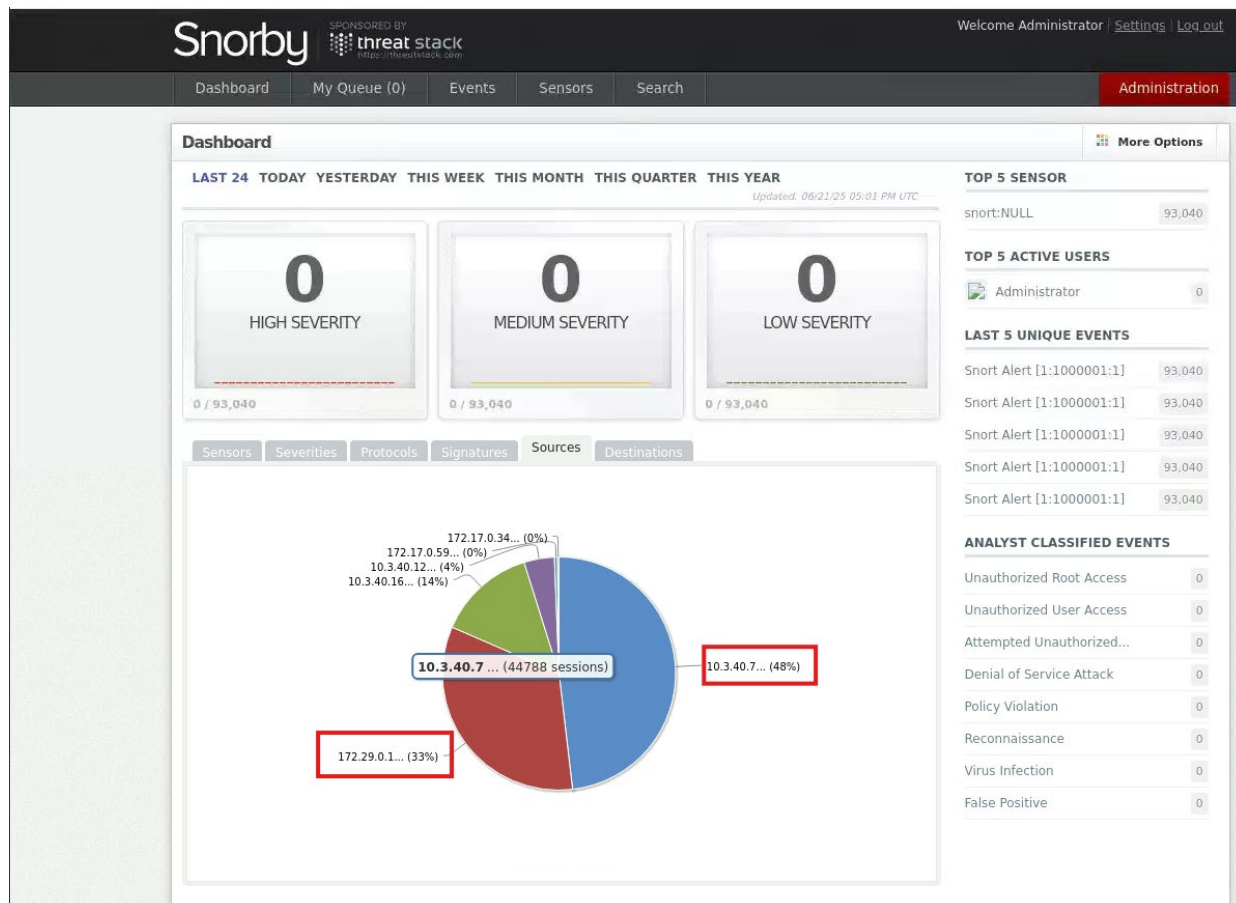 Snorby
SPONSORED BY
threat stack
https://threatstack.com
Welcome Administrator Settings Log out
Dashboard My Queue (0) Events Sensors Search Administration
Dashboard
More Options
LAST 24 TODAY YESTERDAY THIS WEEK THIS MONTH THIS QUARTER THIS YEAR
Updated: 06/21/25 05:01 PM UTC
0
HIGH SEVERITY
0 / 93,040
0
MEDIUM SEVERITY
0 / 93,040
0
LOW SEVERITY
0 / 93,040
Sensors Severities Protocols Signatures Sources Destinations
172.17.0.34... (0%)
172.17.0.59... (0%)
10.3.40.12... (4%)
10.3.40.16... (14%)
10.3.40.7 ... (44788 sessions)
10.3.40.7... (48%)
172.29.0.1... (33%)
TOP 5 SENSOR
snort:NULL 93,040
TOP 5 ACTIVE USERS
Administrator 0
LAST 5 UNIQUE EVENTS
Snort Alert [1:1000001:1] 93,040
Snort Alert [1:1000001:1] 93,040
Snort Alert [1:1000001:1] 93,040
Snort Alert [1:1000001:1] 93,040
Snort Alert [1:1000001:1] 93,040
ANALYST CLASSIFIED EVENTS
Unauthorized Root Access 0
Unauthorized User Access 0
Attempted Unauthorized... 0
Denial of Service Attack 0
Policy Violation 0
Reconnaissance 0
Virus Infection 0
False Positive 0